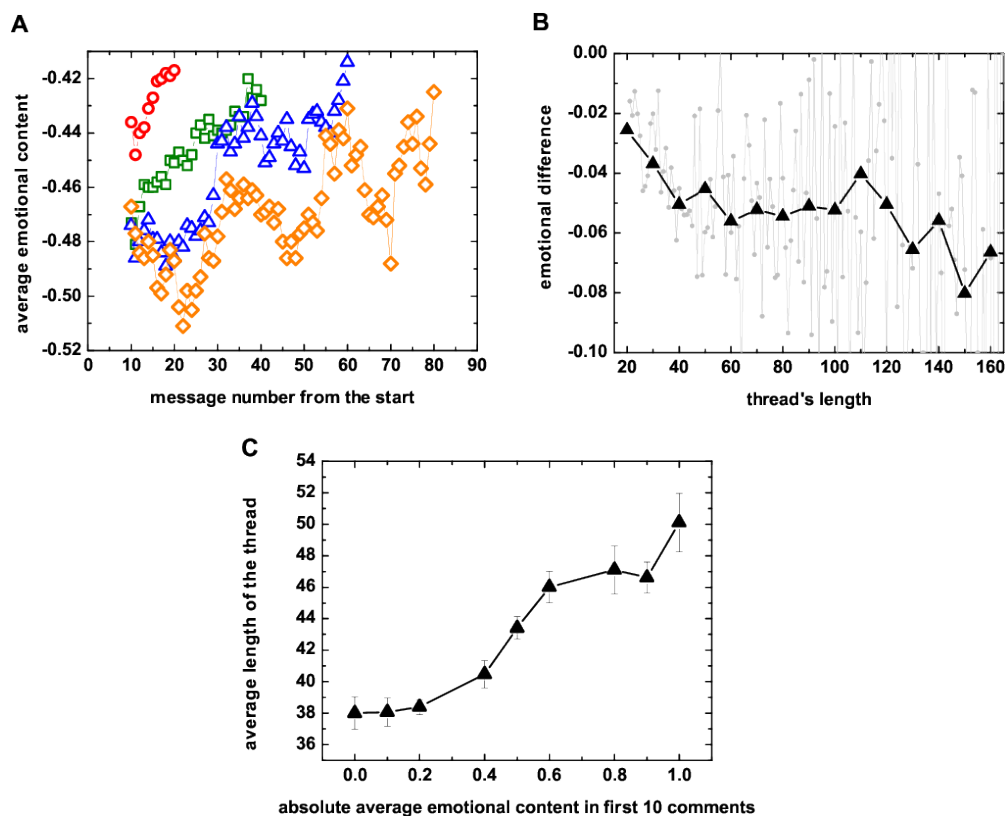 A
average emotional content
-0.42
-0.44
-0.46
-0.48
-0.50
-0.52
0 10 20 30 40 50 60 70 80 90
message number from the start
B
emotional difference
0.00
-0.02
-0.04
-0.06
-0.08
-0.10
20 40 60 80 100 120 140 160
thread's length
C
average length of the thread
54
52
50
48
46
44
42
40
38
36
0.0 0.2 0.4 0.6 0.8 1.0
absolute average emotional content in first 10 comments